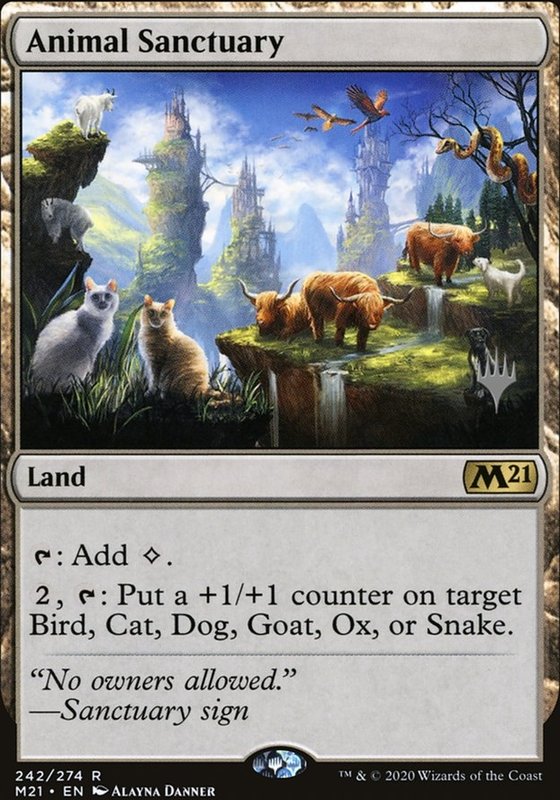 Animal Sanctuary
Land
M21
: Add .
2, : Put a +1/+1 counter on target
Bird, Cat, Dog, Goat, Ox, or Snake.
“No owners allowed.”
—Sanctuary sign
242/274 R
M21 • EN Alayna Danner
™ & © 2020 Wizards of the Coast